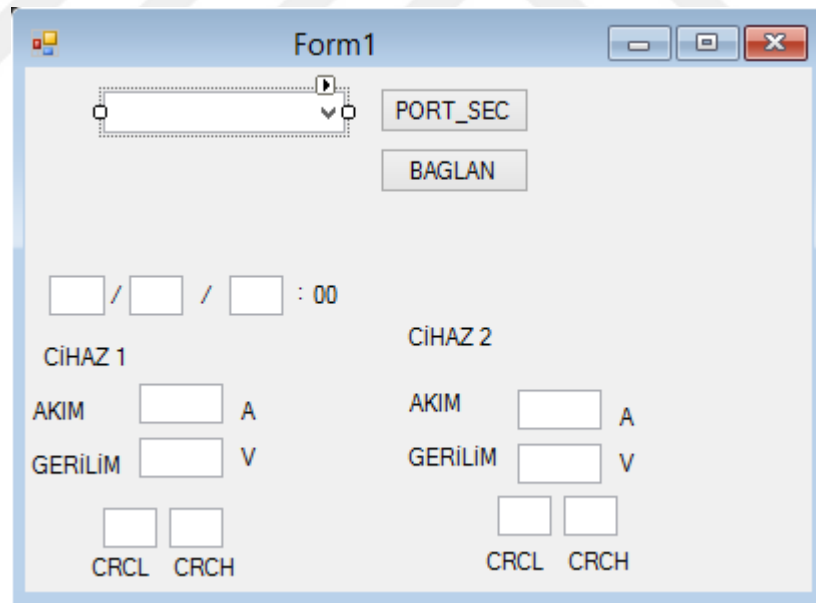 Form1
PORT_SEC
BAGLAN
/ / : 00
CİHAZ 1
CİHAZ 2
AKIM A
AKIM A
GERİLİM V
GERİLİM V
CRCL CRCH
CRCL CRCH